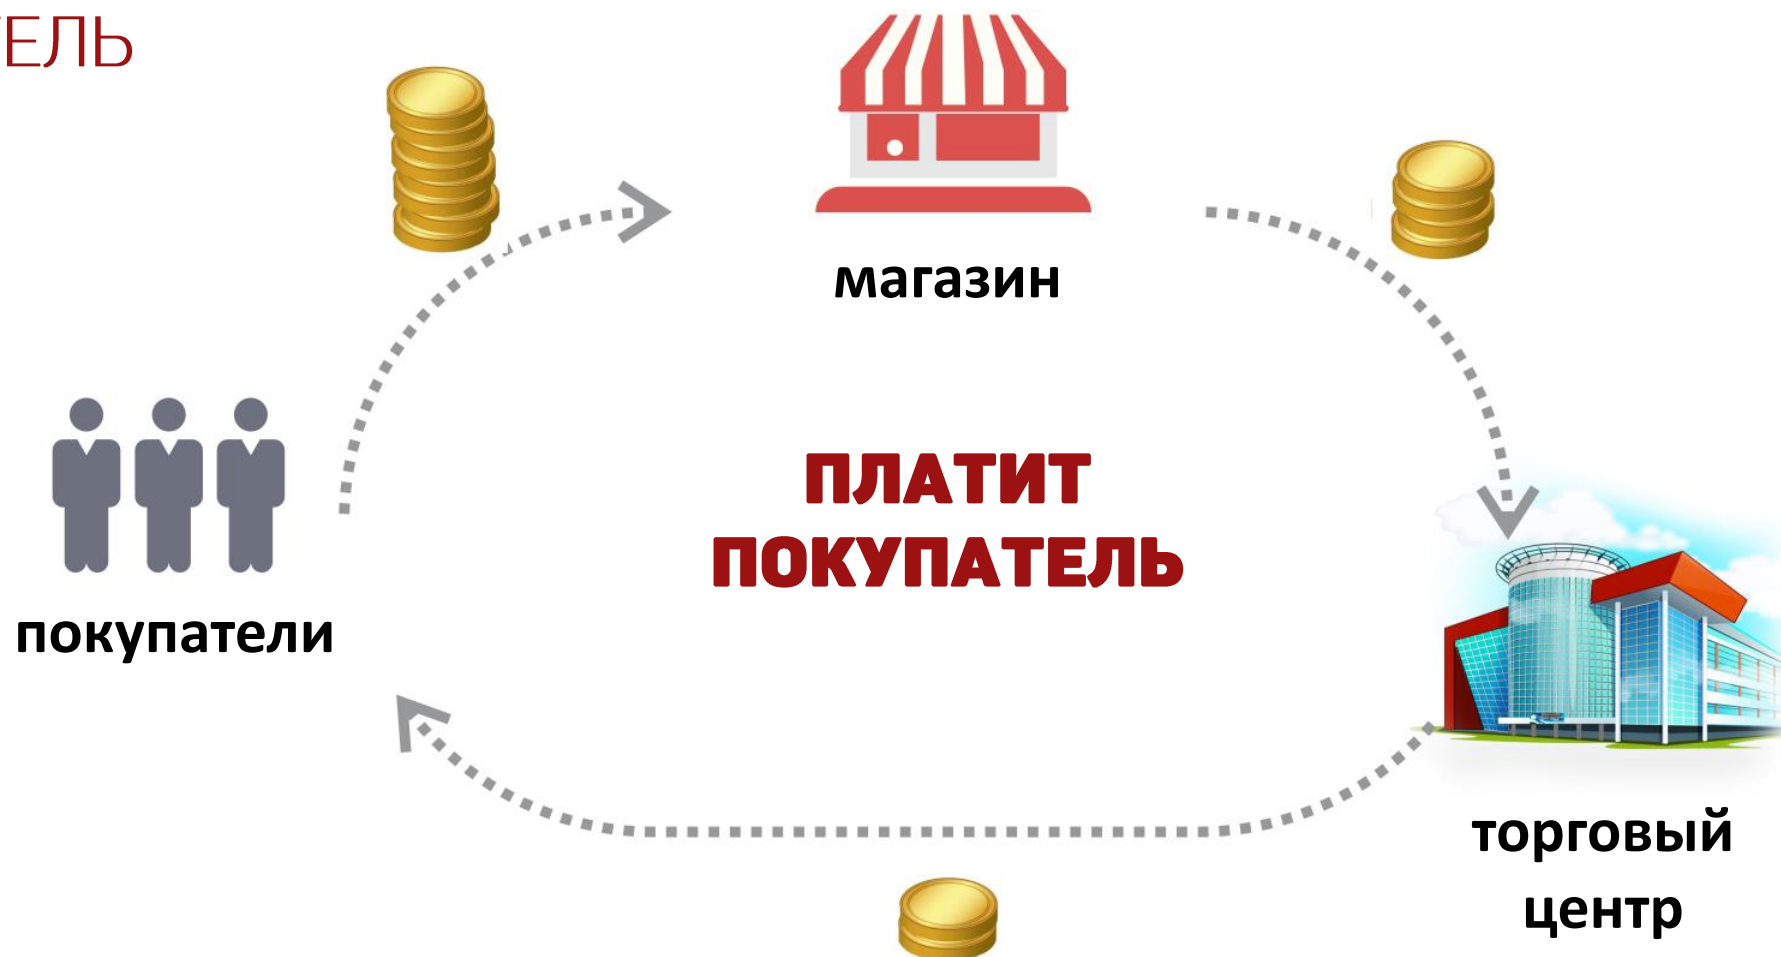 ЕЛЬ
магазин
ПЛАТИТ
ПОКУПАТЕЛЬ
покупатели
торговый
центр